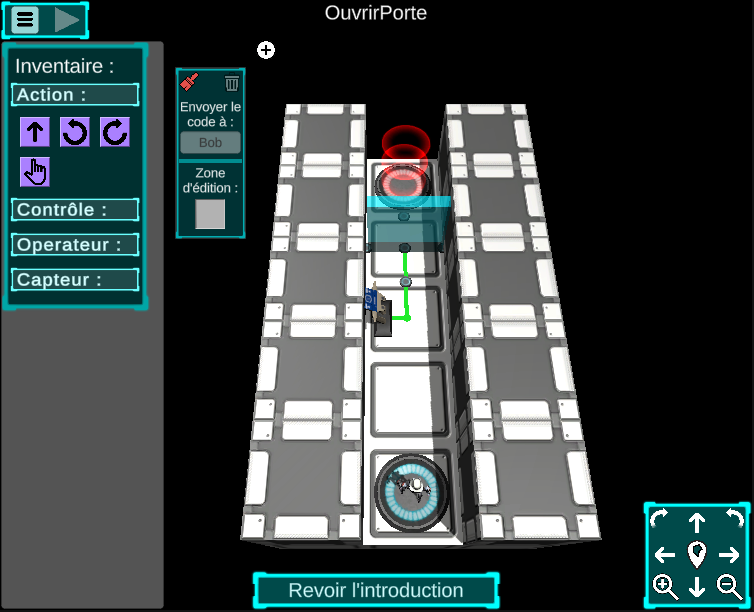 OuvrirPorte
Inventaire :
Action :
Contrôle :
Operateur :
Capteur :
Envoyer le
code à :
Bob
Zone
d'édition :
Revoir l'introduction